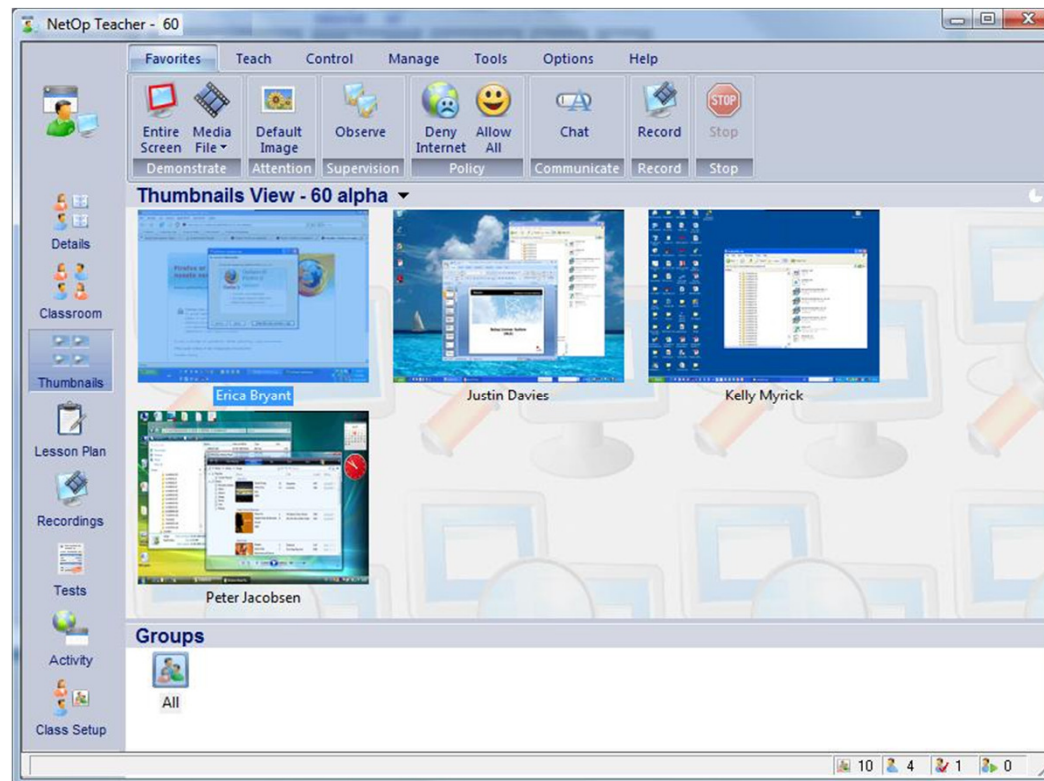 NetOp Teacher - 60
Favorites Teach Control Manage Tools Options Help
Entire Screen
Media File
Default Image
Observe
Deny Internet
Allow All
Chat
Record
STOP
Stop
Demonstrate Attention Supervision Policy Communicate Record Stop
Thumbnails View - 60 alpha
Details
Classroom
Thumbnails
Lesson Plan
Recordings
Tests
Activity
Class Setup
Erica Bryant
Justin Davies
Kelly Myrick
Peter Jacobsen
Groups
All
10 4 1 0